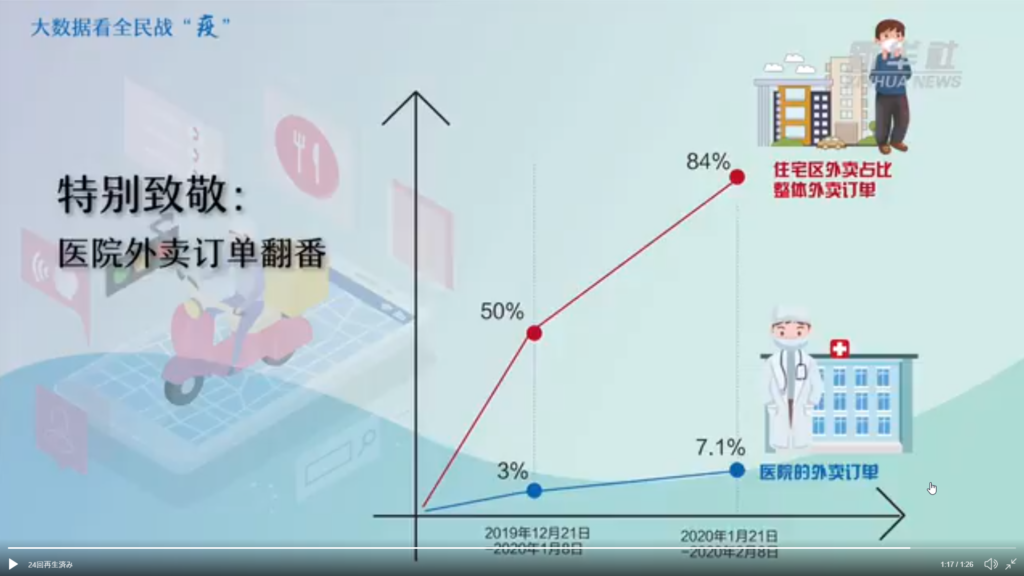 大数据看全民战“疫”
新华社
XINHUA NEWS
特别致敬：
医院外卖订单翻番
84%
住宅区外卖占比
整体外卖订单
50%
7.1%
医院的外卖订单
3%
2019年12月21日
-2020年1月8日
2020年1月21日
-2020年2月8日
24回再生済み
1:17 / 1:26